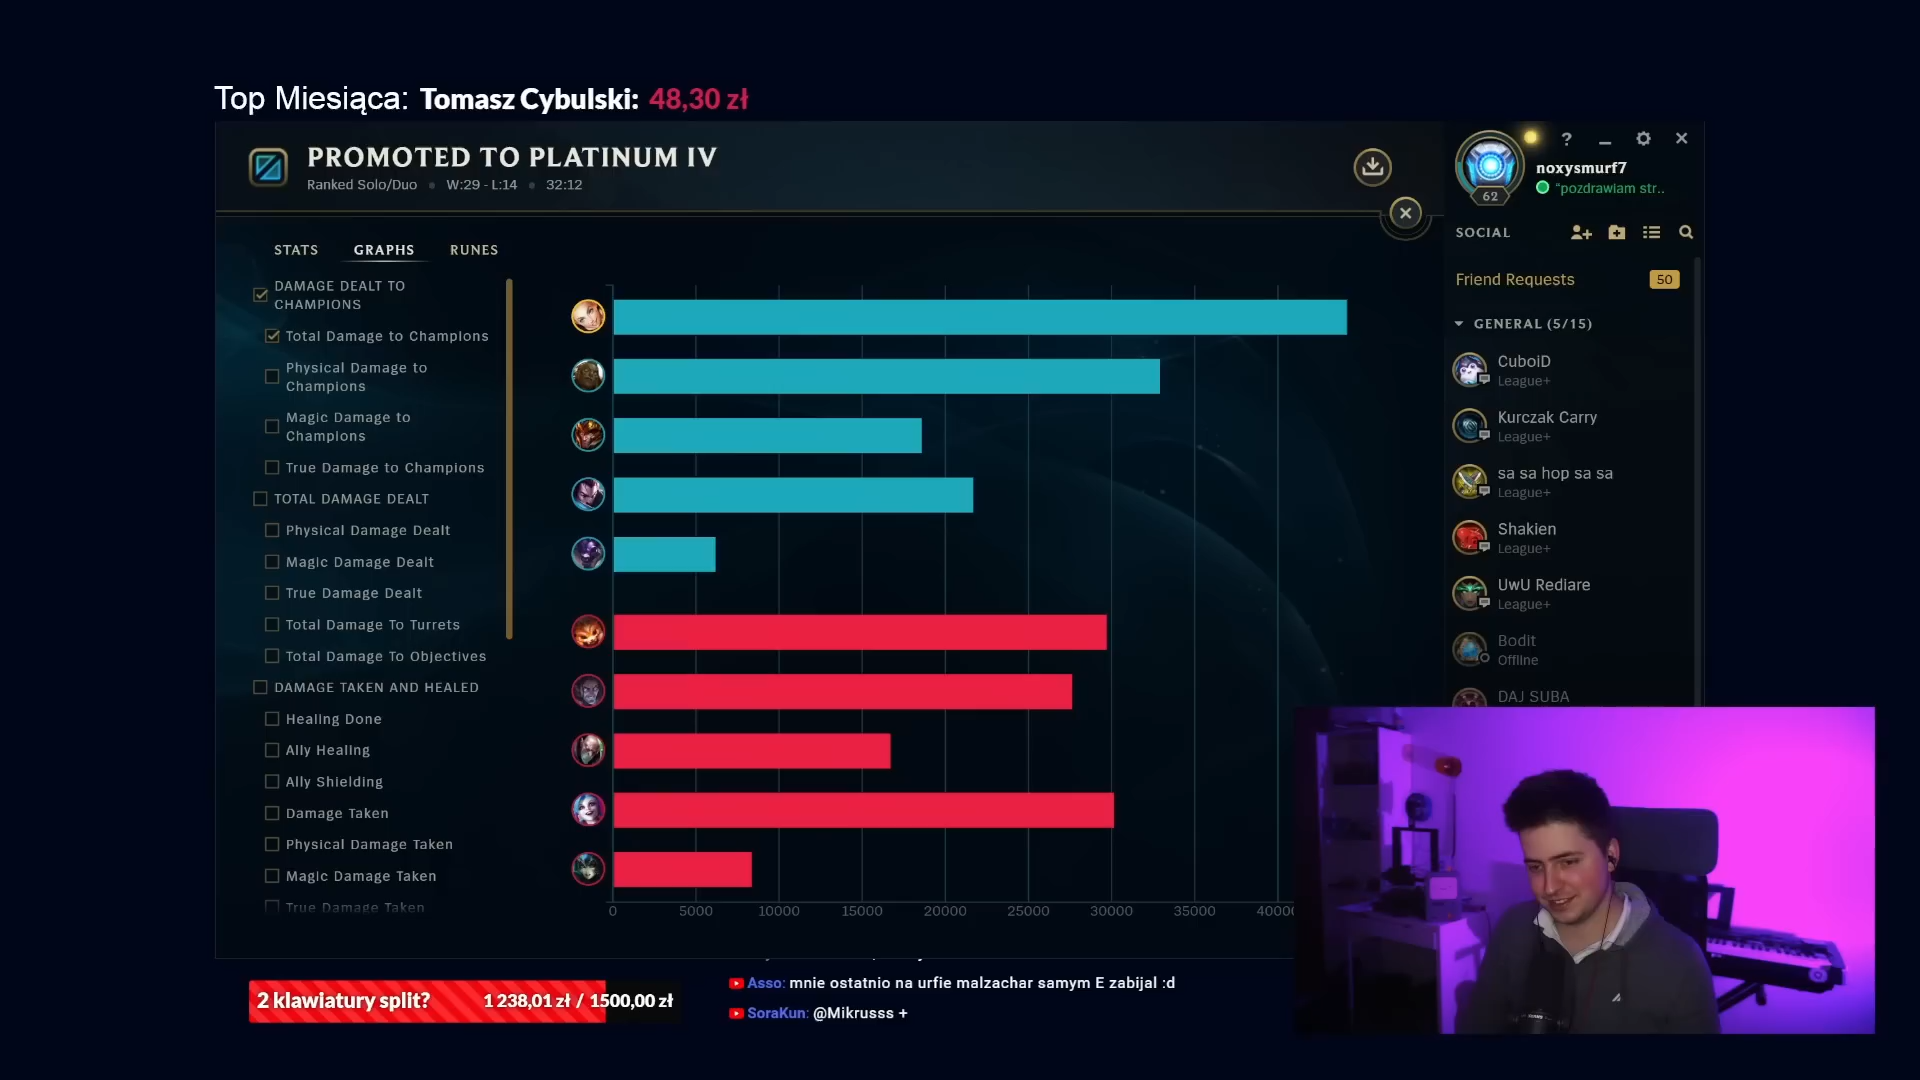 Top Miesiąca: Tomasz Cybulski: 48,30 zł
PROMOTED TO PLATINUM IV
Ranked Solo/Duo • W:29 - L:14 • 32:12
?
62
noxysmurf7
"pozdrawiam str..
SOCIAL
Friend Requests 50
GENERAL (5/15)
CuboiD
League+
Kurczak Carry
League+
sa sa hop sa sa
League+
Shakien
League+
UwU Rediare
League+
Bodit
Offline
DAJ SUBA
STATS GRAPHS RUNES
DAMAGE DEALT TO
CHAMPIONS
Total Damage to Champions
Physical Damage to
Champions
Magic Damage to
Champions
True Damage to Champions
TOTAL DAMAGE DEALT
Physical Damage Dealt
Magic Damage Dealt
True Damage Dealt
Total Damage To Turrets
Total Damage To Objectives
DAMAGE TAKEN AND HEALED
Healing Done
Ally Healing
Ally Shielding
Damage Taken
Physical Damage Taken
Magic Damage Taken
True Damage Taken
0 5000 10000 15000 20000 25000 30000 35000 40000
2 klawiatury split? 1 238,01 zł / 1500,00 zł
Asso: mnie ostatnio na urfie malzachar samym E zabijal :d
SoraKun: @Mikrusss +